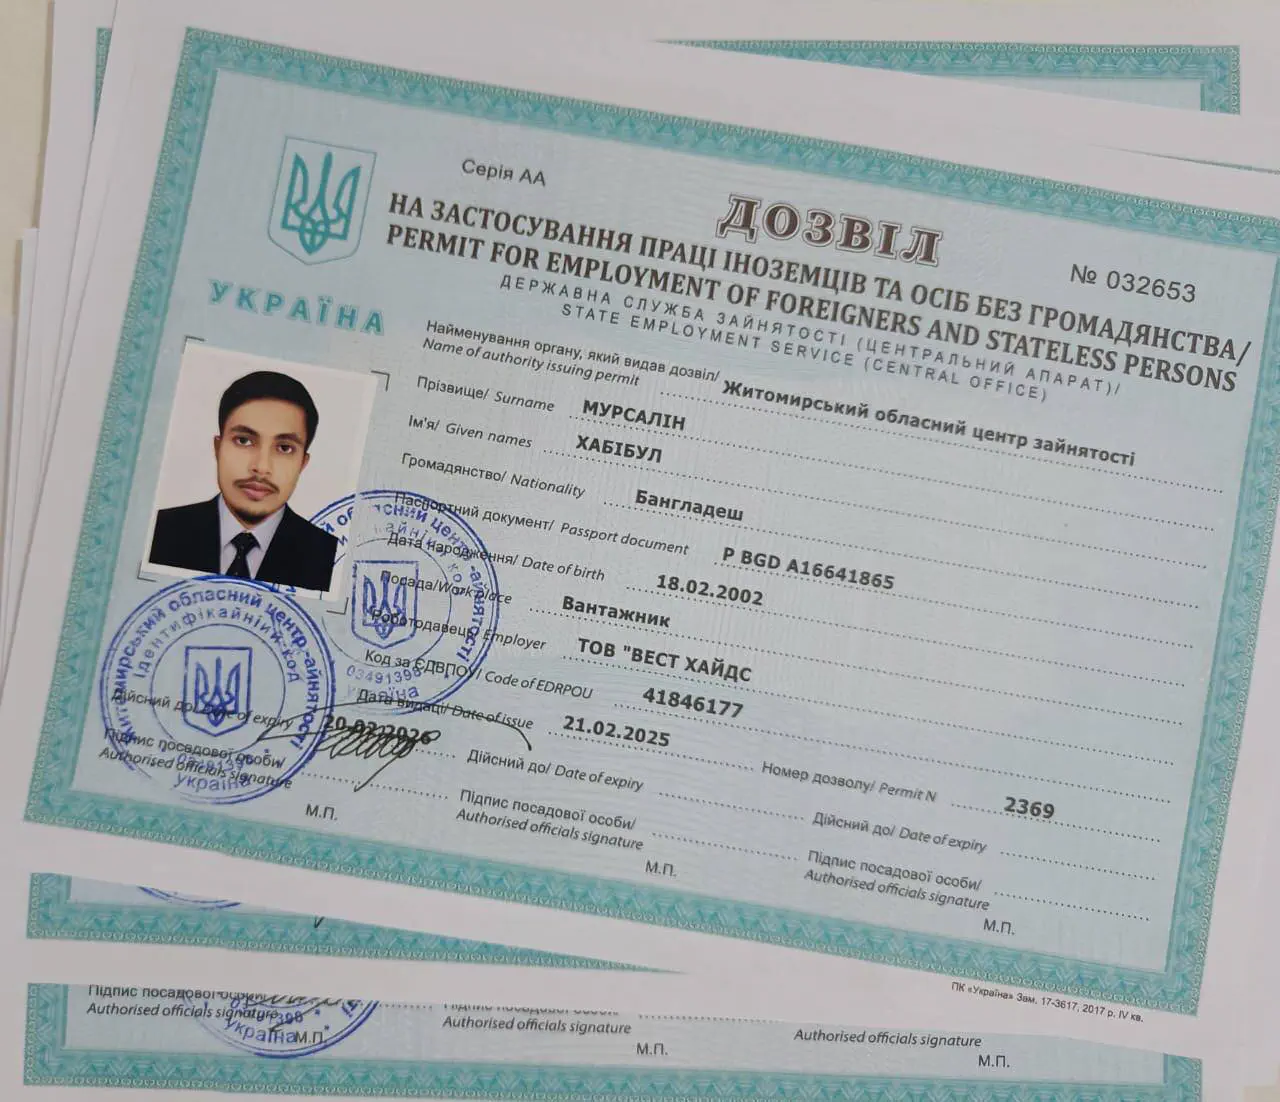 Серія АА
ДОЗВІЛ
НА ЗАСТОСУВАННЯ ПРАЦІ ІНОЗЕМЦІВ ТА ОСІБ БЕЗ ГРОМАДЯНСТВА/
PERMIT FOR EMPLOYMENT OF FOREIGNERS AND STATELESS PERSONS
№ 032653
ДЕРЖАВНА СЛУЖБА ЗАЙНЯТОСТІ (ЦЕНТРАЛЬНИЙ АПАРАТ)/
STATE EMPLOYMENT SERVICE (CENTRAL OFFICE)
УКРАЇНА
Найменування органу, який видав дозвіл/
Name of authority issuing permit
Житомирський обласний центр зайнятості
Прізвище/ Surname МУРСАЛІН
Ім'я/ Given names ХАБІБУЛ
Громадянство/ Nationality Бангладеш
Паспортний документ/ Passport document P BGD A16641865
Дата народження/ Date of birth 18.02.2002
Посада/Work place Вантажник
Роботодавець/ Employer ТОВ "ВЕСТ ХАЙДС
Код за ЄДВПОУ/ Code of EDRPOU 41846177
Дата видачі/ Date of issue 21.02.2025
Номер дозволу/ Permit N 2369
Дійсний до/ Date of expiry 20.02.2026
Дійсний до/ Date of expiry
Дійсний до/ Date of expiry
Підпис посадової особи/
Authorised officials signature
М.П.
Підпис посадової особи/
Authorised officials signature
М.П.
Підпис посадової особи/
Authorised officials signature
М.П.
Житомирський обласний центр -айнятості
Ідентифікайніий код
україна
03491398
україна
ПК «Україна» Зам. 17-3617, 2017 р. IV кв.
Підпис посадової особи/
Authorised officials signature
україна
М.П.
Authorised officials signature
М.П.
Authorised officials signature
М.П.